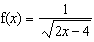 f(x) = 1/√(2x−4)